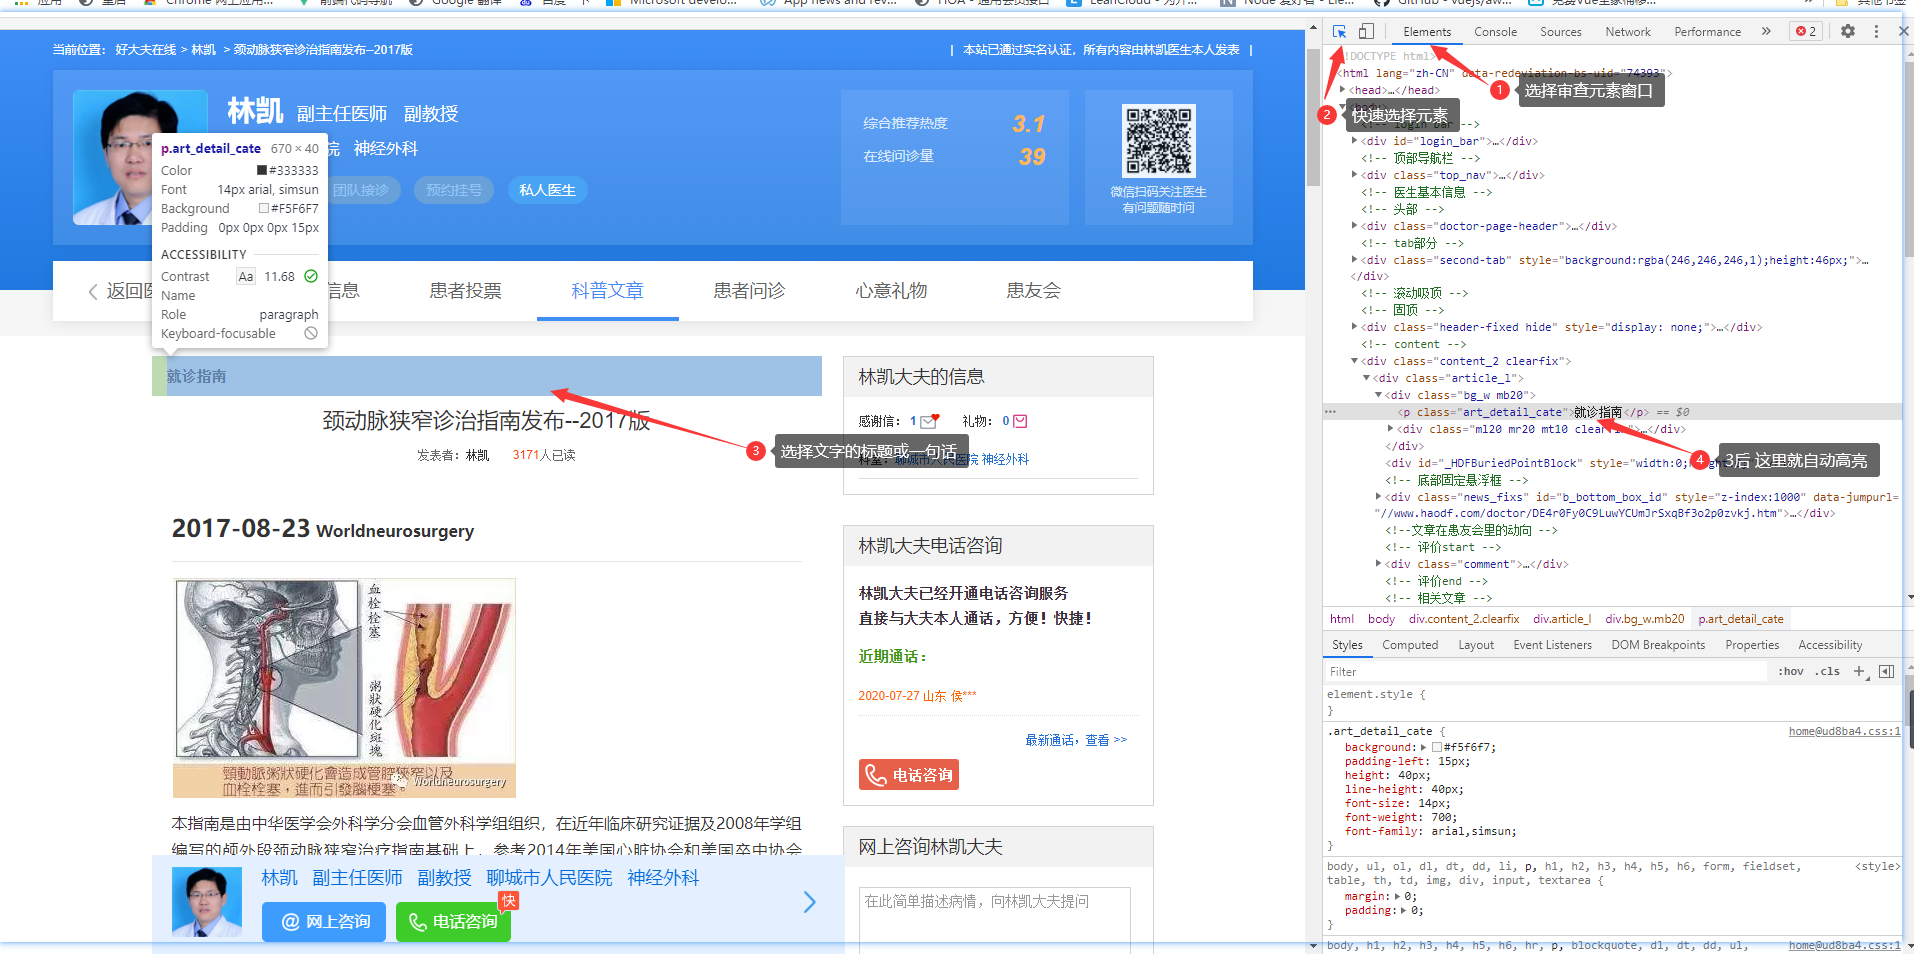 当前位置： 好大夫在线 > 林凯 > 颈动脉狭窄诊治指南发布--2017版
| 本站已通过实名认证，所有内容由林凯医生本人发表 |
林凯 副主任医师 副教授
院 神经外科
团队接诊 预约挂号 私人医生
综合推荐热度 3.1
在线问诊量 39
微信扫码关注医生
有问题随时问
p.art_detail_cate 670 × 40
Color #333333
Font 14px arial, simsun
Background #F5F6F7
Padding 0px 0px 0px 15px
ACCESSIBILITY
Contrast Aa 11.68
Name
Role paragraph
Keyboard-focusable
返回医 信息 患者投票 科普文章 患者问诊 心意礼物 患友会
就诊指南
颈动脉狭窄诊治指南发布--2017版
发表者：林凯 3171人已读
3 选择文字的标题或一句话
2017-08-23 Worldneurosurgery
血栓栓塞
粥狀硬化斑塊
頸動脈粥狀硬化會造成管腔狹窄以及
血栓栓塞，進而引發腦梗塞
Worldneurosurgery
本指南是由中华医学会外科学分会血管外科学组组织，在近年临床研究证据及2008年学组
编写的颅外段颈动脉狭窄治疗指南基础上，参考2014年美国心脏协会和美国卒中协会
林凯 副主任医师 副教授 聊城市人民医院 神经外科
@ 网上咨询 电话咨询 快
林凯大夫的信息
感谢信： 1 礼物： 0
科室：聊城市人民医院 神经外科
林凯大夫电话咨询
林凯大夫已经开通电话咨询服务
直接与大夫本人通话，方便！快捷！
近期通话：
2020-07-27 山东 侯***
最新通话，查看 >>
电话咨询
网上咨询林凯大夫
在此简单描述病情，向林凯大夫提问
Elements Console Sources Network Performance » 2
1 选择审查元素窗口
2 快速选择元素
!DOCTYPE html>
<html lang="zh-CN" data-redeviation-bs-uid="74393">
<head>…</head>
<body>
<!-- login bar -->
<div id="login_bar">…</div>
<!-- 顶部导航栏 -->
<div class="top_nav">…</div>
<!-- 医生基本信息 -->
<!-- 头部 -->
<div class="doctor-page-header">…</div>
<!-- tab部分 -->
<div class="second-tab" style="background:rgba(246,246,246,1);height:46px;">…
</div>
<!-- 滚动吸顶 -->
<!-- 固顶 -->
<div class="header-fixed hide" style="display: none;">…</div>
<!-- content -->
<div class="content_2 clearfix">
<div class="article_l">
<div class="bg_w mb20">
<p class="art_detail_cate">就诊指南</p> == $0
<div class="ml20 mr20 mt10 clearfix">…</div>
</div>
4 3后 这里就自动高亮
<div id="_HDFBuriedPointBlock" style="width:0;
<!-- 底部固定悬浮框 -->
<div class="news_fixs" id="b_bottom_box_id" style="z-index:1000" data-jumpurl=
"//www.haodf.com/doctor/DE4r0Fy0C9LuwYCUmJrSxqBf3o2p0zvkj.htm">…</div>
<!--文章在患友会里的动向 -->
<!-- 评价start -->
<div class="comment">…</div>
<!-- 评价end -->
<!-- 相关文章 -->
html body div.content_2.clearfix div.article_l div.bg_w.mb20 p.art_detail_cate
Styles Computed Layout Event Listeners DOM Breakpoints Properties Accessibility
Filter :hov .cls +
element.style {
}
.art_detail_cate { home@ud8ba4.css:1
background: #f5f6f7;
padding-left: 15px;
height: 40px;
line-height: 40px;
font-size: 14px;
font-weight: 700;
font-family: arial,simsun;
}
body, ul, ol, dl, dt, dd, li, p, h1, h2, h3, h4, h5, h6, form, fieldset, <style>
table, th, td, img, div, input, textarea {
margin: 0;
padding: 0;
}
body, h1, h2, h3, h4, h5, h6, hr, p, blockquote, dl, dt, dd, ul, home@ud8ba4.css:1